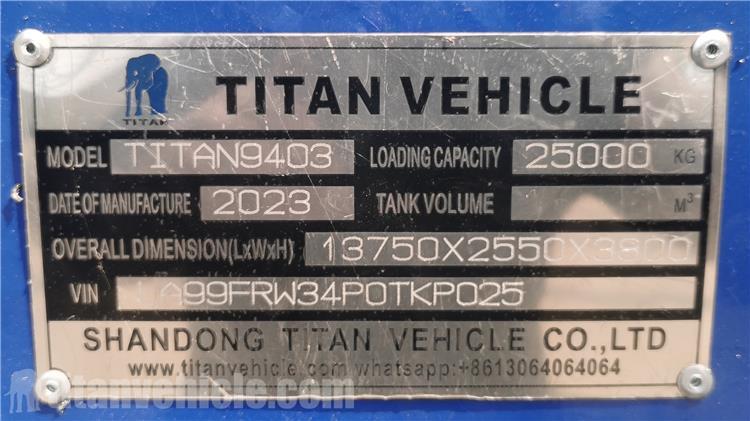 TITAN
TITAN VEHICLE
MODEL TITAN9403 LOADING CAPACITY 25000 KG
DATE OF MANUFACTURE 2023 TANK VOLUME M³
OVERALL DIMENSION(LxWxH) 13750X2550X3800
VIN A99FRW34P0TKP025
SHANDONG TITAN VEHICLE CO.,LTD
www.titanvehicle.com whatsapp:+8613064064064
titanvehicle.com